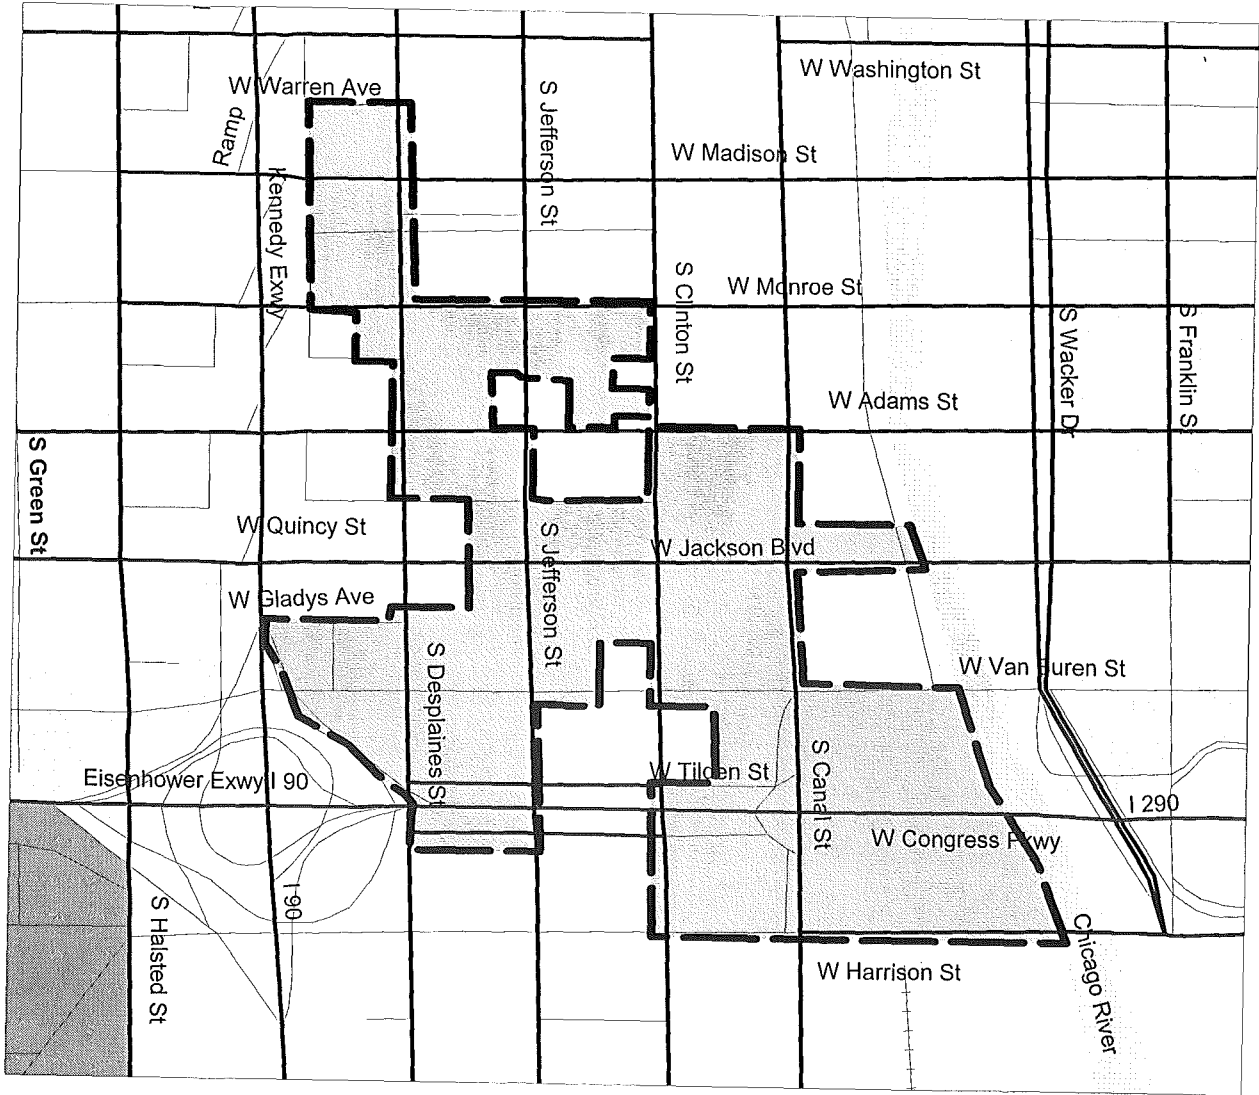 W Washington St
W Warren Ave
Ramp
S Jefferson St
W Madison St
Kennedy Exwy
S Clinton St
W Monroe St
S Wacker Dr
S Franklin St
W Adams St
S Green St
W Quincy St
S Jefferson St
W Jackson Blvd
W Gladys Ave
S Desplaines St
W Van Buren St
S Canal St
W Tilden St
Eisenhower Exwy I 90
I 290
W Congress Pkwy
I 90
S Halsted St
Chicago River
W Harrison St